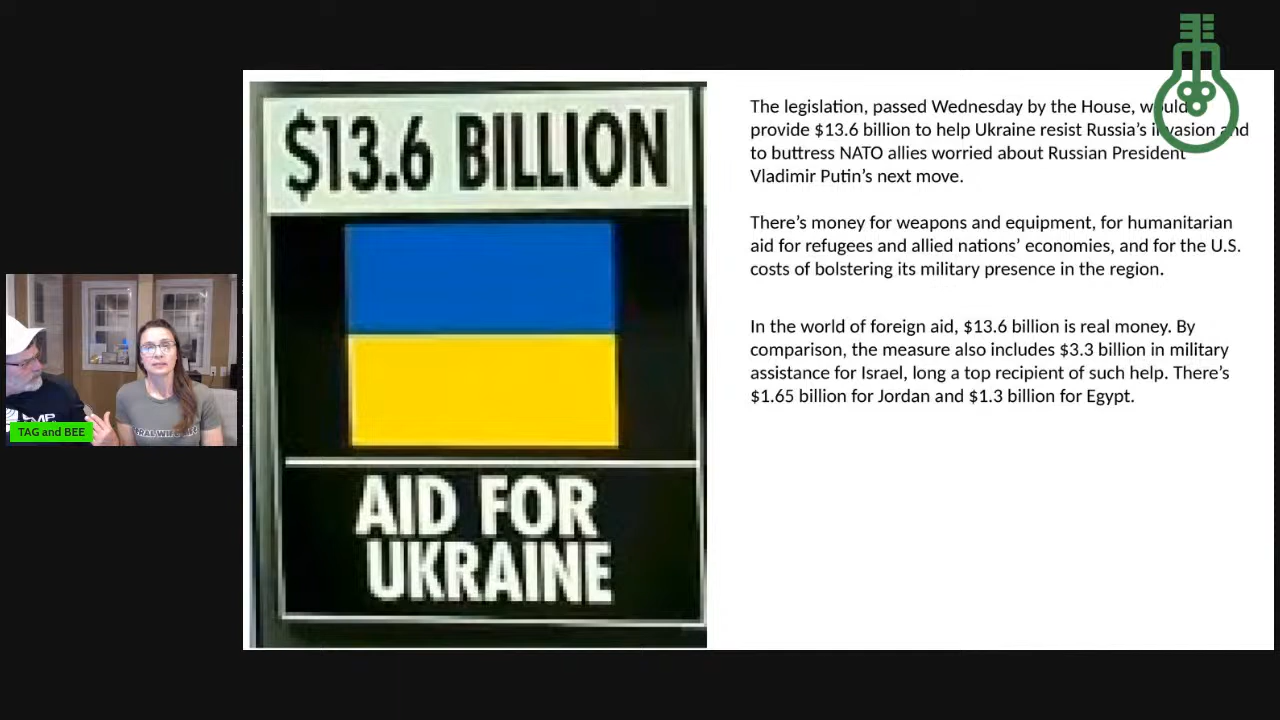 $13.6 BILLION
AID FOR
UKRAINE
The legislation, passed Wednesday by the House, would
provide $13.6 billion to help Ukraine resist Russia's invasion and
to buttress NATO allies worried about Russian President
Vladimir Putin's next move.
There's money for weapons and equipment, for humanitarian
aid for refugees and allied nations' economies, and for the U.S.
costs of bolstering its military presence in the region.
In the world of foreign aid, $13.6 billion is real money. By
comparison, the measure also includes $3.3 billion in military
assistance for Israel, long a top recipient of such help. There's
$1.65 billion for Jordan and $1.3 billion for Egypt.
TAG and BEE